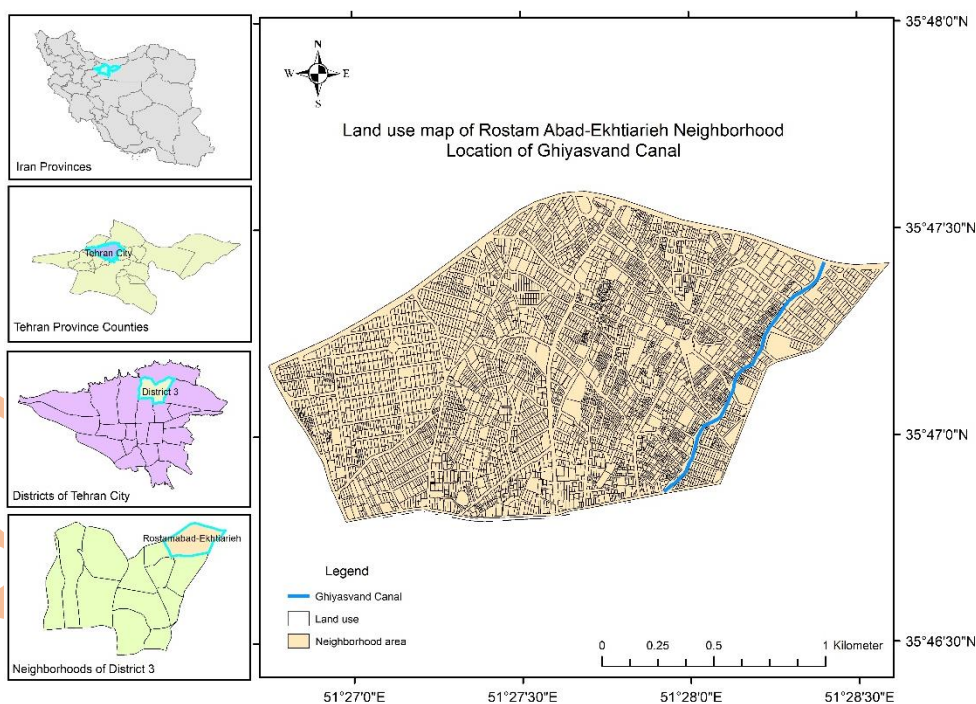 Iran Provinces
Tehran City
Tehran Province Counties
District 3
Districts of Tehran City
Rostamabad-Ekhtiarieh
Neighborhoods of District 3
N
W E
S
Land use map of Rostam Abad-Ekhtiarieh Neighborhood
Location of Ghiyasvand Canal
Legend
Ghiyasvand Canal
Land use
Neighborhood area
0 0.25 0.5 1 Kilometer
35°48'0"N
35°47'30"N
35°47'0"N
35°46'30"N
51°27'0"E 51°27'30"E 51°28'0"E 51°28'30"E